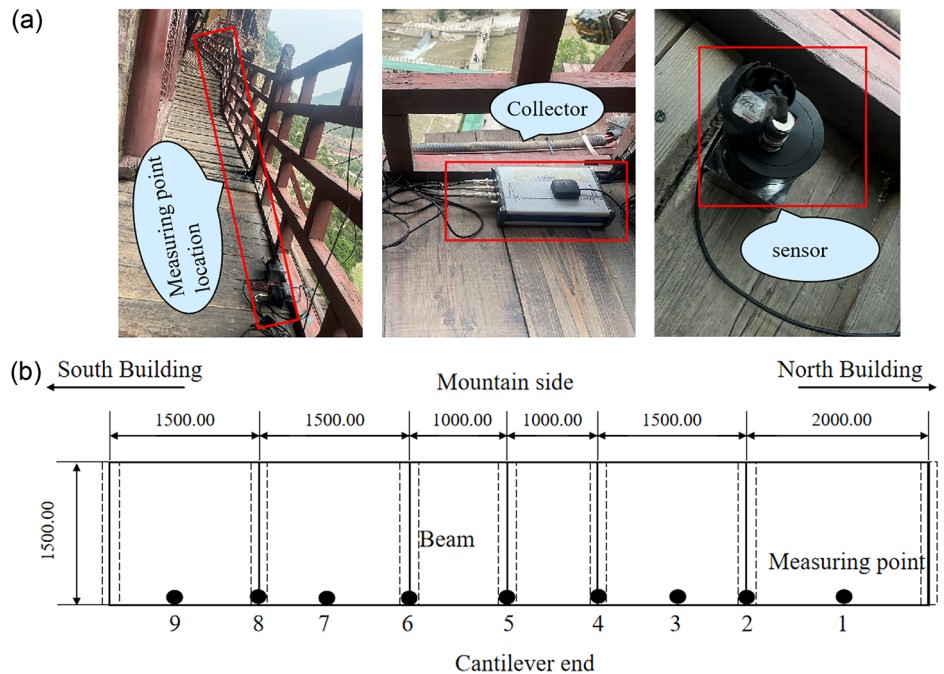 (a)
Measuring point
location
Collector
sensor
(b)
South Building
Mountain side
North Building
1500.00
1500.00
1000.00
1000.00
1500.00
2000.00
1500.00
Beam
Measuring point
9
8
7
6
5
4
3
2
1
Cantilever end